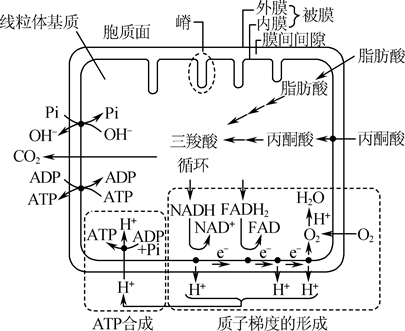 外膜
内膜
被膜
膜间间隙
嵴
胞质面
线粒体基质
脂肪酸
脂肪酸
Pi
Pi
OH⁻
OH⁻
三羧酸
循环
丙酮酸
丙酮酸
CO₂
ADP
ADP
ATP
ATP
NADH
FADH₂
H₂O
NAD⁺
FAD
H⁺
O₂
O₂
H⁺
ATP
ADP
+Pi
e⁻
e⁻
e⁻
H⁺
H⁺
H⁺
H⁺
ATP合成
质子梯度的形成